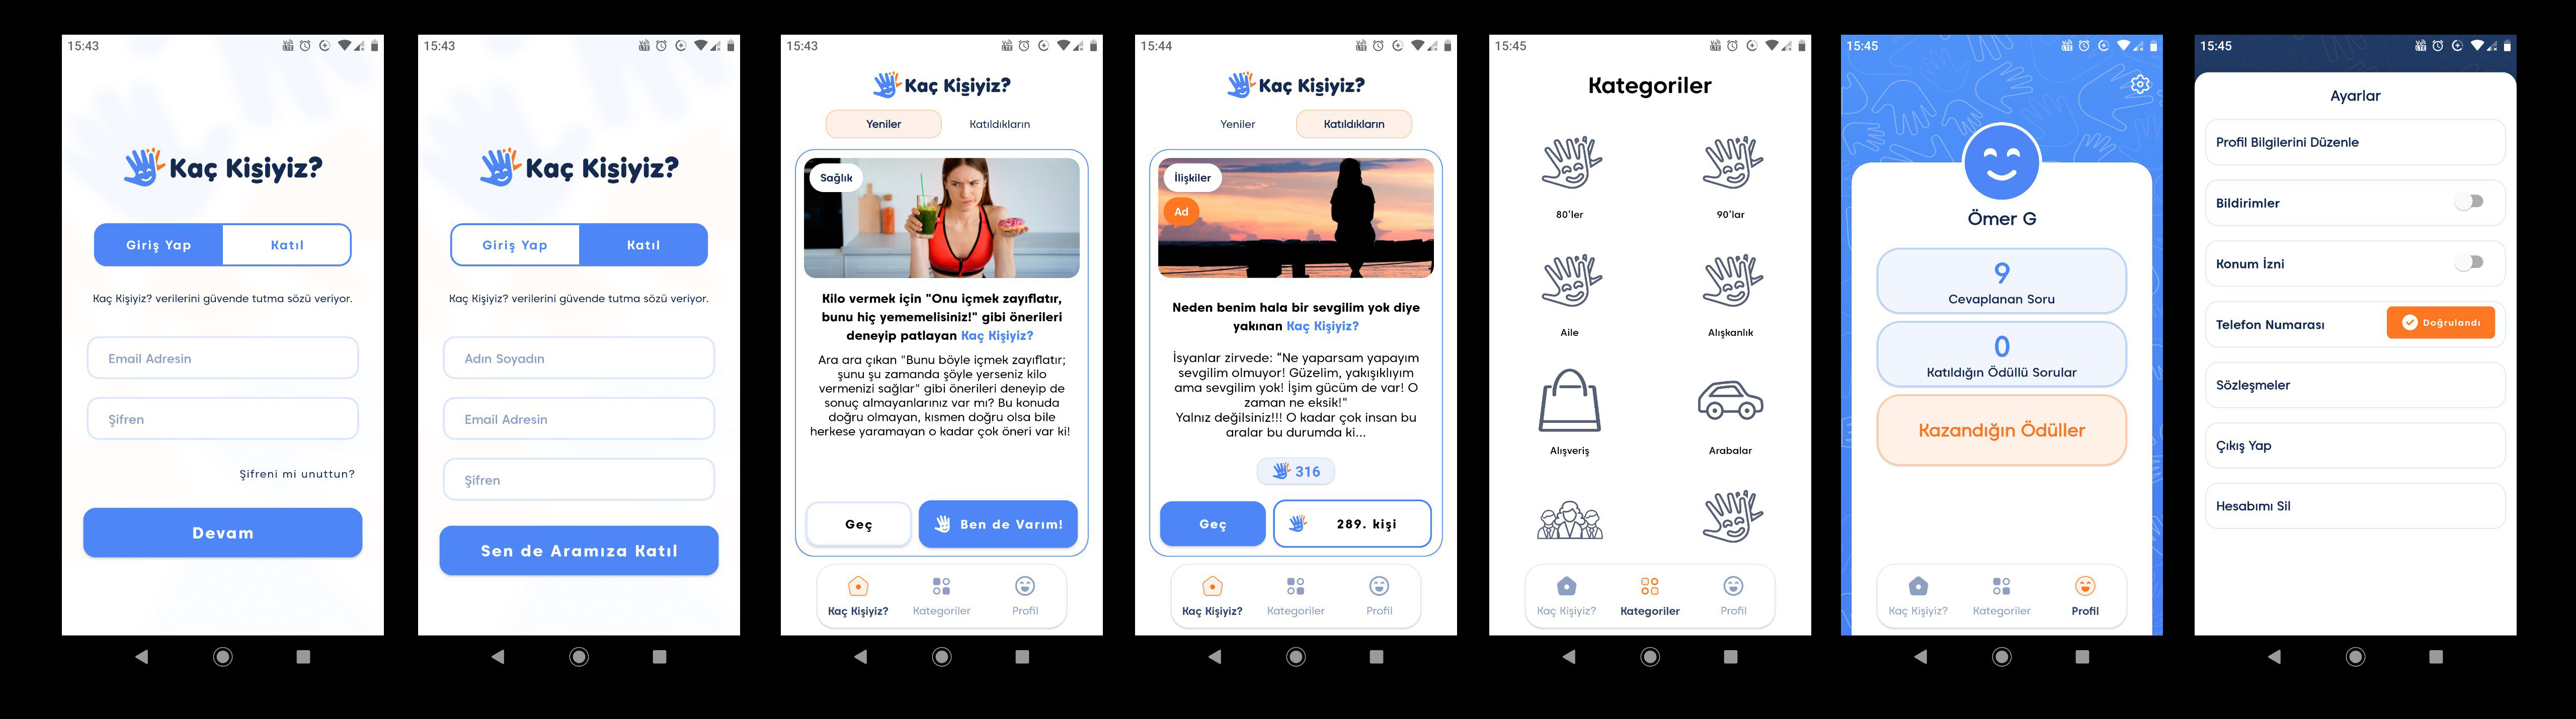 15:43
Kaç Kişiyiz?
Giriş Yap
Katıl
Kaç Kişiyiz? verilerini güvende tutma sözü veriyor.
Email Adresin
Şifren
Şifreni mi unuttun?
Devam
15:43
Kaç Kişiyiz?
Giriş Yap
Katıl
Kaç Kişiyiz? verilerini güvende tutma sözü veriyor.
Adın Soyadın
Email Adresin
Şifren
Sen de Aramıza Katıl
15:43
Kaç Kişiyiz?
Yeniler
Katıldıkların
Sağlık
Kilo vermek için "Onu içmek zayıflatır,
bunu hiç yememelisiniz!" gibi önerileri
deneyip patlayan Kaç Kişiyiz?
Ara ara çıkan "Bunu böyle içmek zayıflatır;
şunu şu zamanda şöyle yerseniz kilo
vermenizi sağlar" gibi önerileri deneyip de
sonuç almayanlarınız var mı? Bu konuda
doğru olmayan, kısmen doğru olsa bile
herkese yaramayan o kadar çok öneri var ki!
Geç
Ben de Varım!
Kaç Kişiyiz?
Kategoriler
Profil
15:44
Kaç Kişiyiz?
Yeniler
Katıldıkların
İlişkiler
Ad
Neden benim hala bir sevgilim yok diye
yakınan Kaç Kişiyiz?
İsyanlar zirvede: “Ne yaparsam yapayım
sevgilim olmuyor! Güzelim, yakışıklıyım
ama sevgilim yok! İşim gücüm de var! O
zaman ne eksik!"
Yalnız değilsiniz!!! O kadar çok insan bu
aralar bu durumda ki...
316
Geç
289. kişi
Kaç Kişiyiz?
Kategoriler
Profil
15:45
Kategoriler
80'ler
90'lar
Aile
Alışkanlık
Alışveriş
Arabalar
Kaç Kişiyiz?
Kategoriler
Profil
15:45
Ömer G
9
Cevaplanan Soru
0
Katıldığın Ödüllü Sorular
Kazandığın Ödüller
Kaç Kişiyiz?
Kategoriler
Profil
15:45
Ayarlar
Profil Bilgilerini Düzenle
Bildirimler
Konum İzni
Telefon Numarası
Doğrulandı
Sözleşmeler
Çıkış Yap
Hesabımı Sil